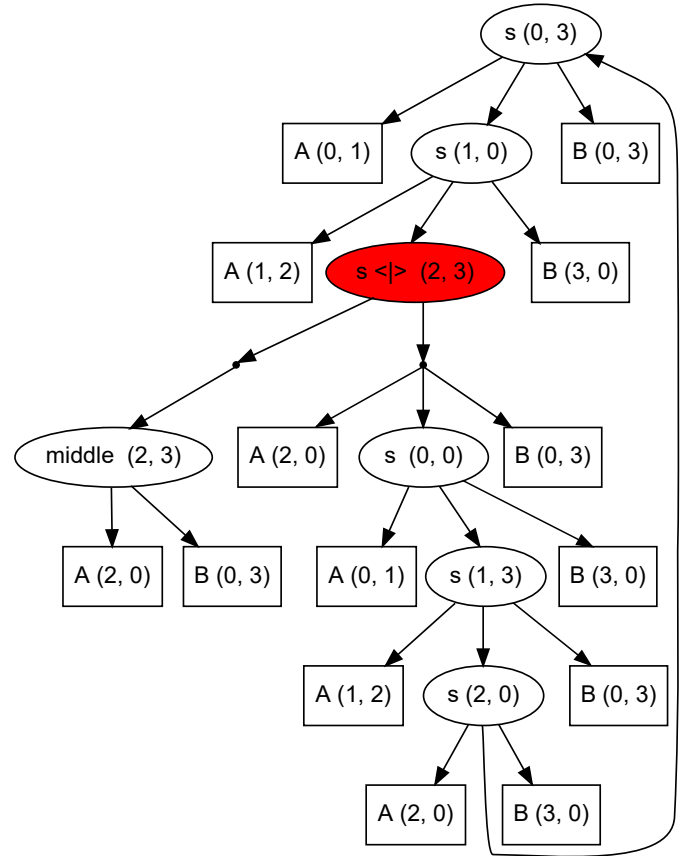 s (0, 3)
A (0, 1)
s (1, 0)
B (0, 3)
A (1, 2)
s <|> (2, 3)
B (3, 0)
middle (2, 3)
A (2, 0)
s (0, 0)
B (0, 3)
A (2, 0)
B (0, 3)
A (0, 1)
s (1, 3)
B (3, 0)
A (1, 2)
s (2, 0)
B (0, 3)
A (2, 0)
B (3, 0)